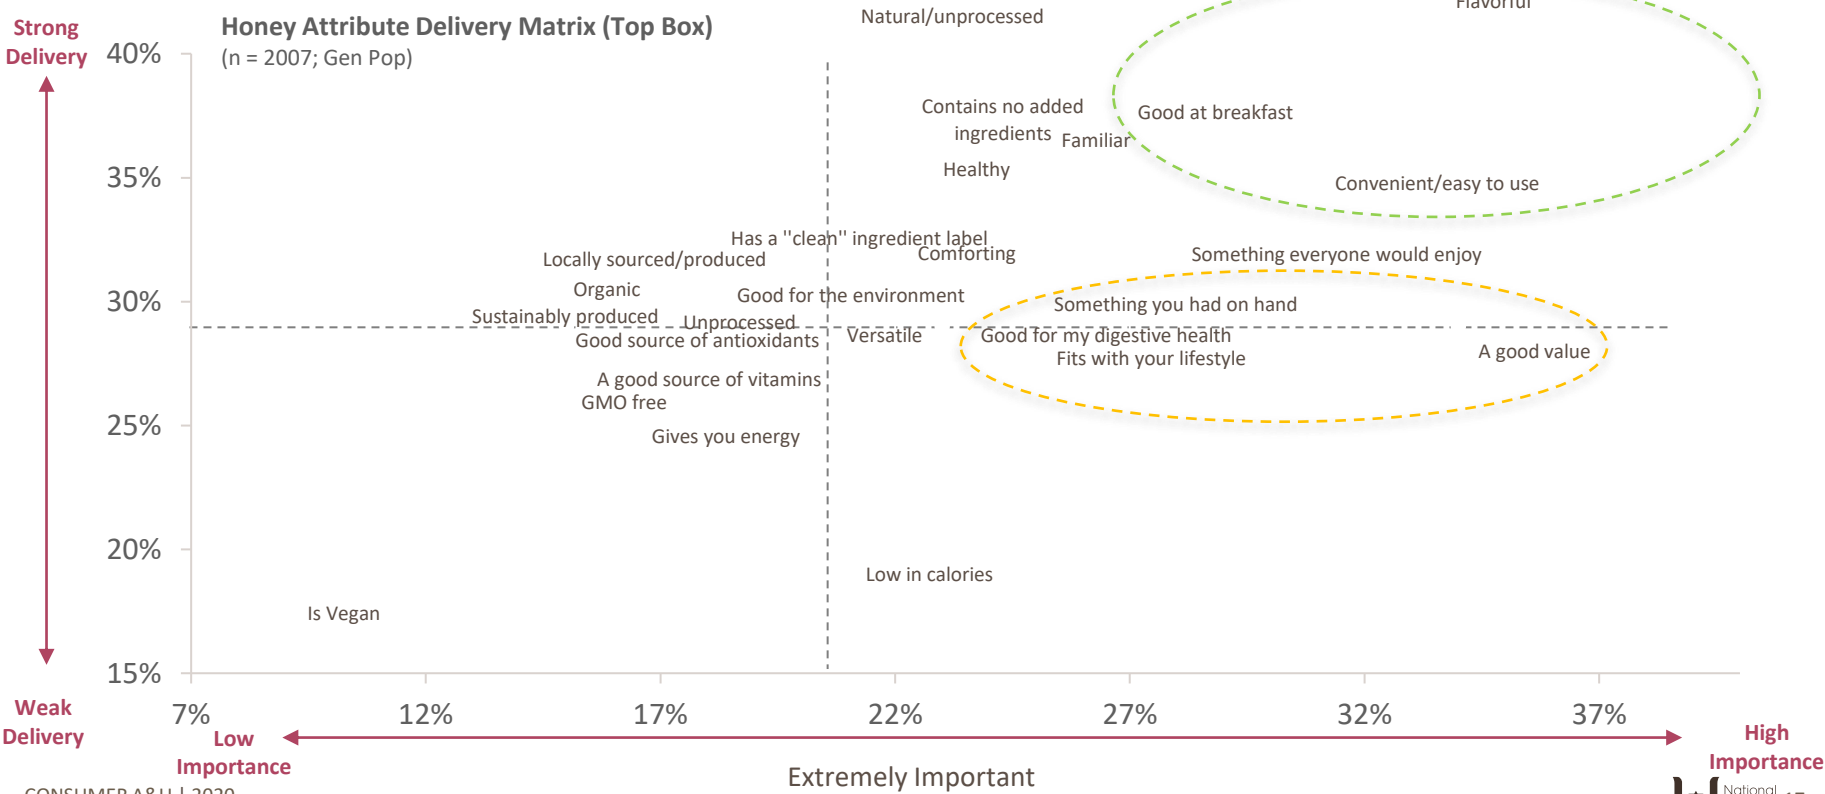 Flavorful
Natural/unprocessed
Strong
Delivery
Honey Attribute Delivery Matrix (Top Box)
(n = 2007; Gen Pop)
40%
Contains no added
ingredients
Good at breakfast
Familiar
35%
Healthy
Convenient/easy to use
Has a "clean" ingredient label
Comforting
Something everyone would enjoy
Locally sourced/produced
30%
Organic
Good for the environment
Something you had on hand
Sustainably produced
Unprocessed
Good source of antioxidants
Versatile
Good for my digestive health
Fits with your lifestyle
A good value
A good source of vitamins
GMO free
25%
Gives you energy
20%
Low in calories
Is Vegan
15%
Weak
Delivery
7%
12%
17%
22%
27%
32%
37%
Low
Importance
High
Importance
Extremely Important
CONSUMER A&U | 2020
National